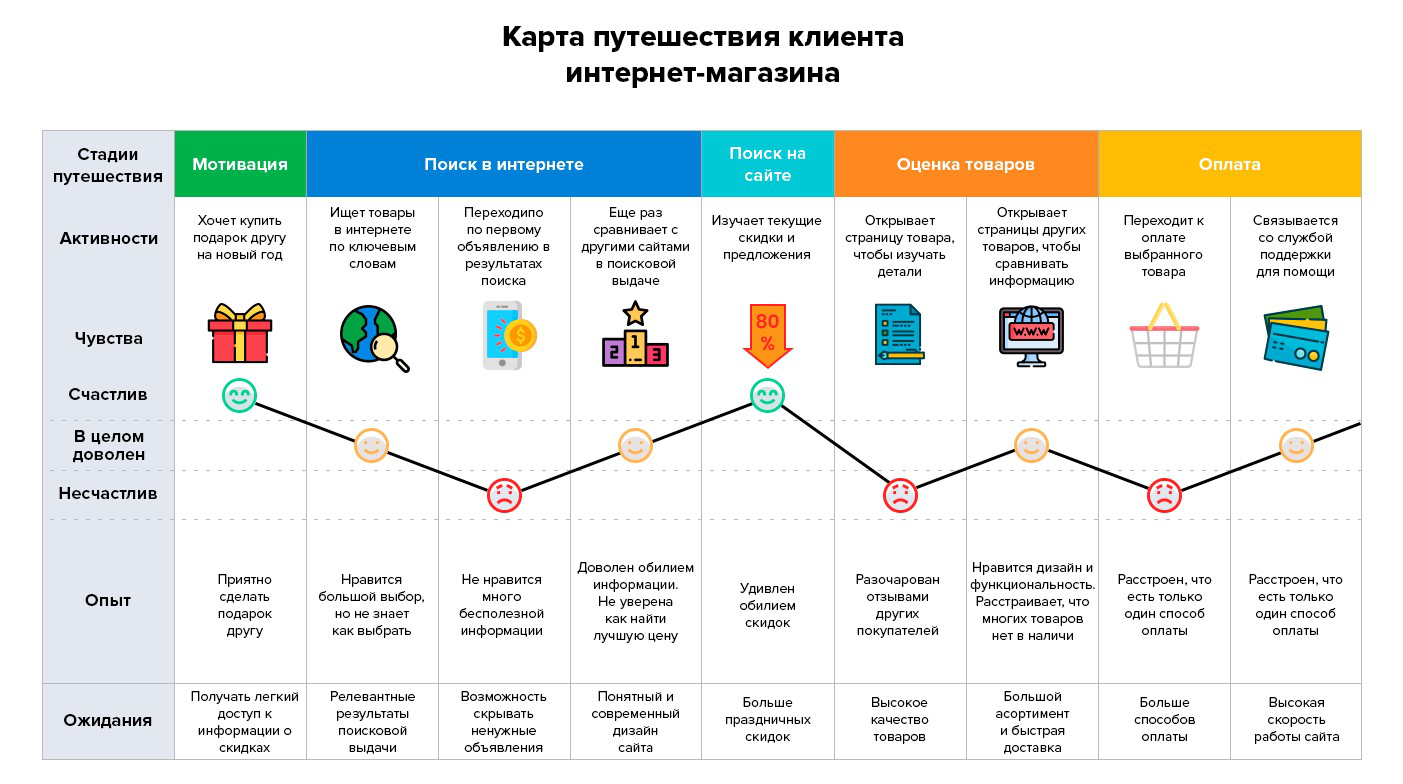 Карта путешествия клиента
интернет-магазина
Стадии
путешествия
Мотивация
Поиск в интернете
Поиск на
сайте
Оценка товаров
Оплата
Активности
Хочет купить
подарок другу
на новый год
Ищет товары
в интернете
по ключевым
словам
Переходипо
по первому
объявлению в
результатах
поиска
Еще раз
сравнивает с
другими сайтами
в поисковой
выдаче
Изучает текущие
скидки и
предложения
Открывает
страницу товара,
чтобы изучать
детали
Открывает
страницы других
товаров, чтобы
сравнивать
информацию
Переходит к
оплате
выбранного
товара
Связывается
со службой
поддержки
для помощи
Чувства
2
1
3
80
%
W.W.W
Счастлив
В целом
доволен
Несчастлив
Опыт
Приятно
сделать
подарок
другу
Нравится
большой выбор,
но не знает
как выбрать
Не нравится
много
бесполезной
информации
Доволен обилием
информации.
Не уверена
как найти
лучшую цену
Удивлен
обилием
скидок
Разочарован
отзывами
других
покупателей
Нравится дизайн и
функциональность.
Расстраивает, что
многих товаров
нет в наличи
Расстроен, что
есть только
один способ
оплаты
Расстроен, что
есть только
один способ
оплаты
Ожидания
Получать легкий
доступ к
информации о
скидках
Релевантные
результаты
поисковой
выдачи
Возможность
скрывать
ненужные
объявления
Понятный и
современный
дизайн
сайта
Больше
праздничных
скидок
Высокое
качество
товаров
Большой
асортимент
и быстрая
доставка
Больше
способов
оплаты
Высокая
скорость
работы сайта